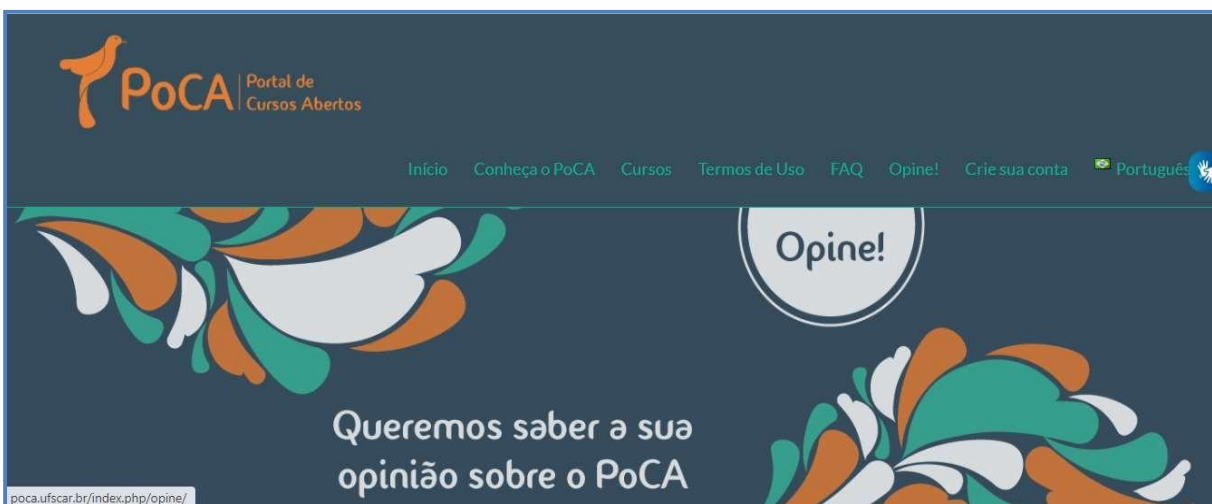 PoCA
Portal de
Cursos Abertos
Início Conheça o PoCA Cursos Termos de Uso FAQ Opine! Crie sua conta Português
Opine!
Queremos saber a sua
opinião sobre o PoCA
poca.ufscar.br/index.php/opine/